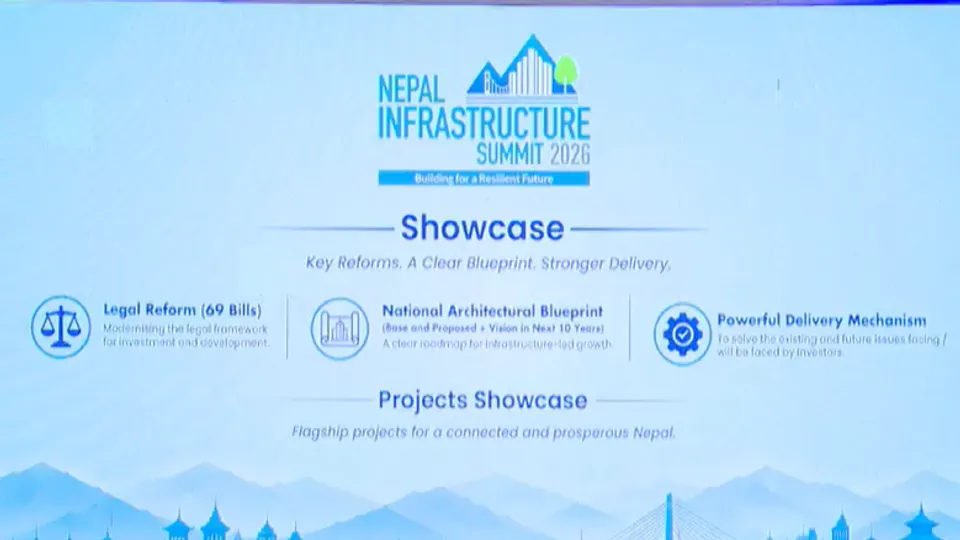 NEPAL
INFRASTRUCTURE
SUMMIT 2026
Building for a Resilient Future
Showcase
Key Reforms. A Clear Blueprint. Stronger Delivery.
Legal Reform (69 Bills)
Modernising the legal framework
for investment and development.
National Architectural Blueprint
(Base and Proposed + Vision in Next 10 Years)
A clear roadmap for infrastructure-led growth.
Powerful Delivery Mechanism
To solve the existing and future issues facing /
will be faced by investors.
Projects Showcase
Flagship projects for a connected and prosperous Nepal.